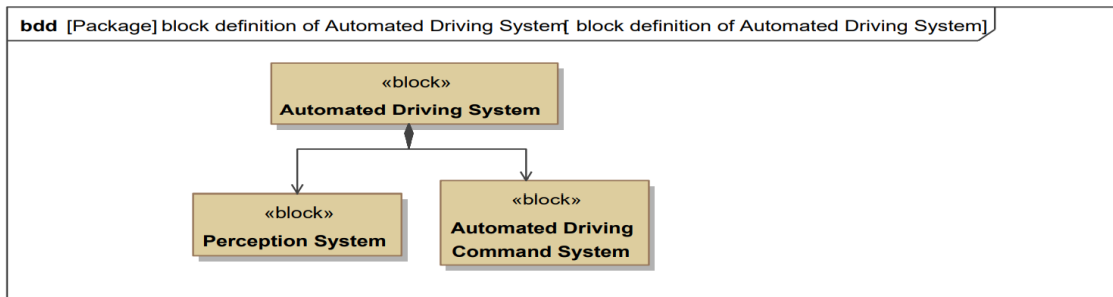 bdd [Package] block definition of Automated Driving System[ block definition of Automated Driving System]
«block»
Automated Driving System
«block»
Perception System
«block»
Automated Driving
Command System